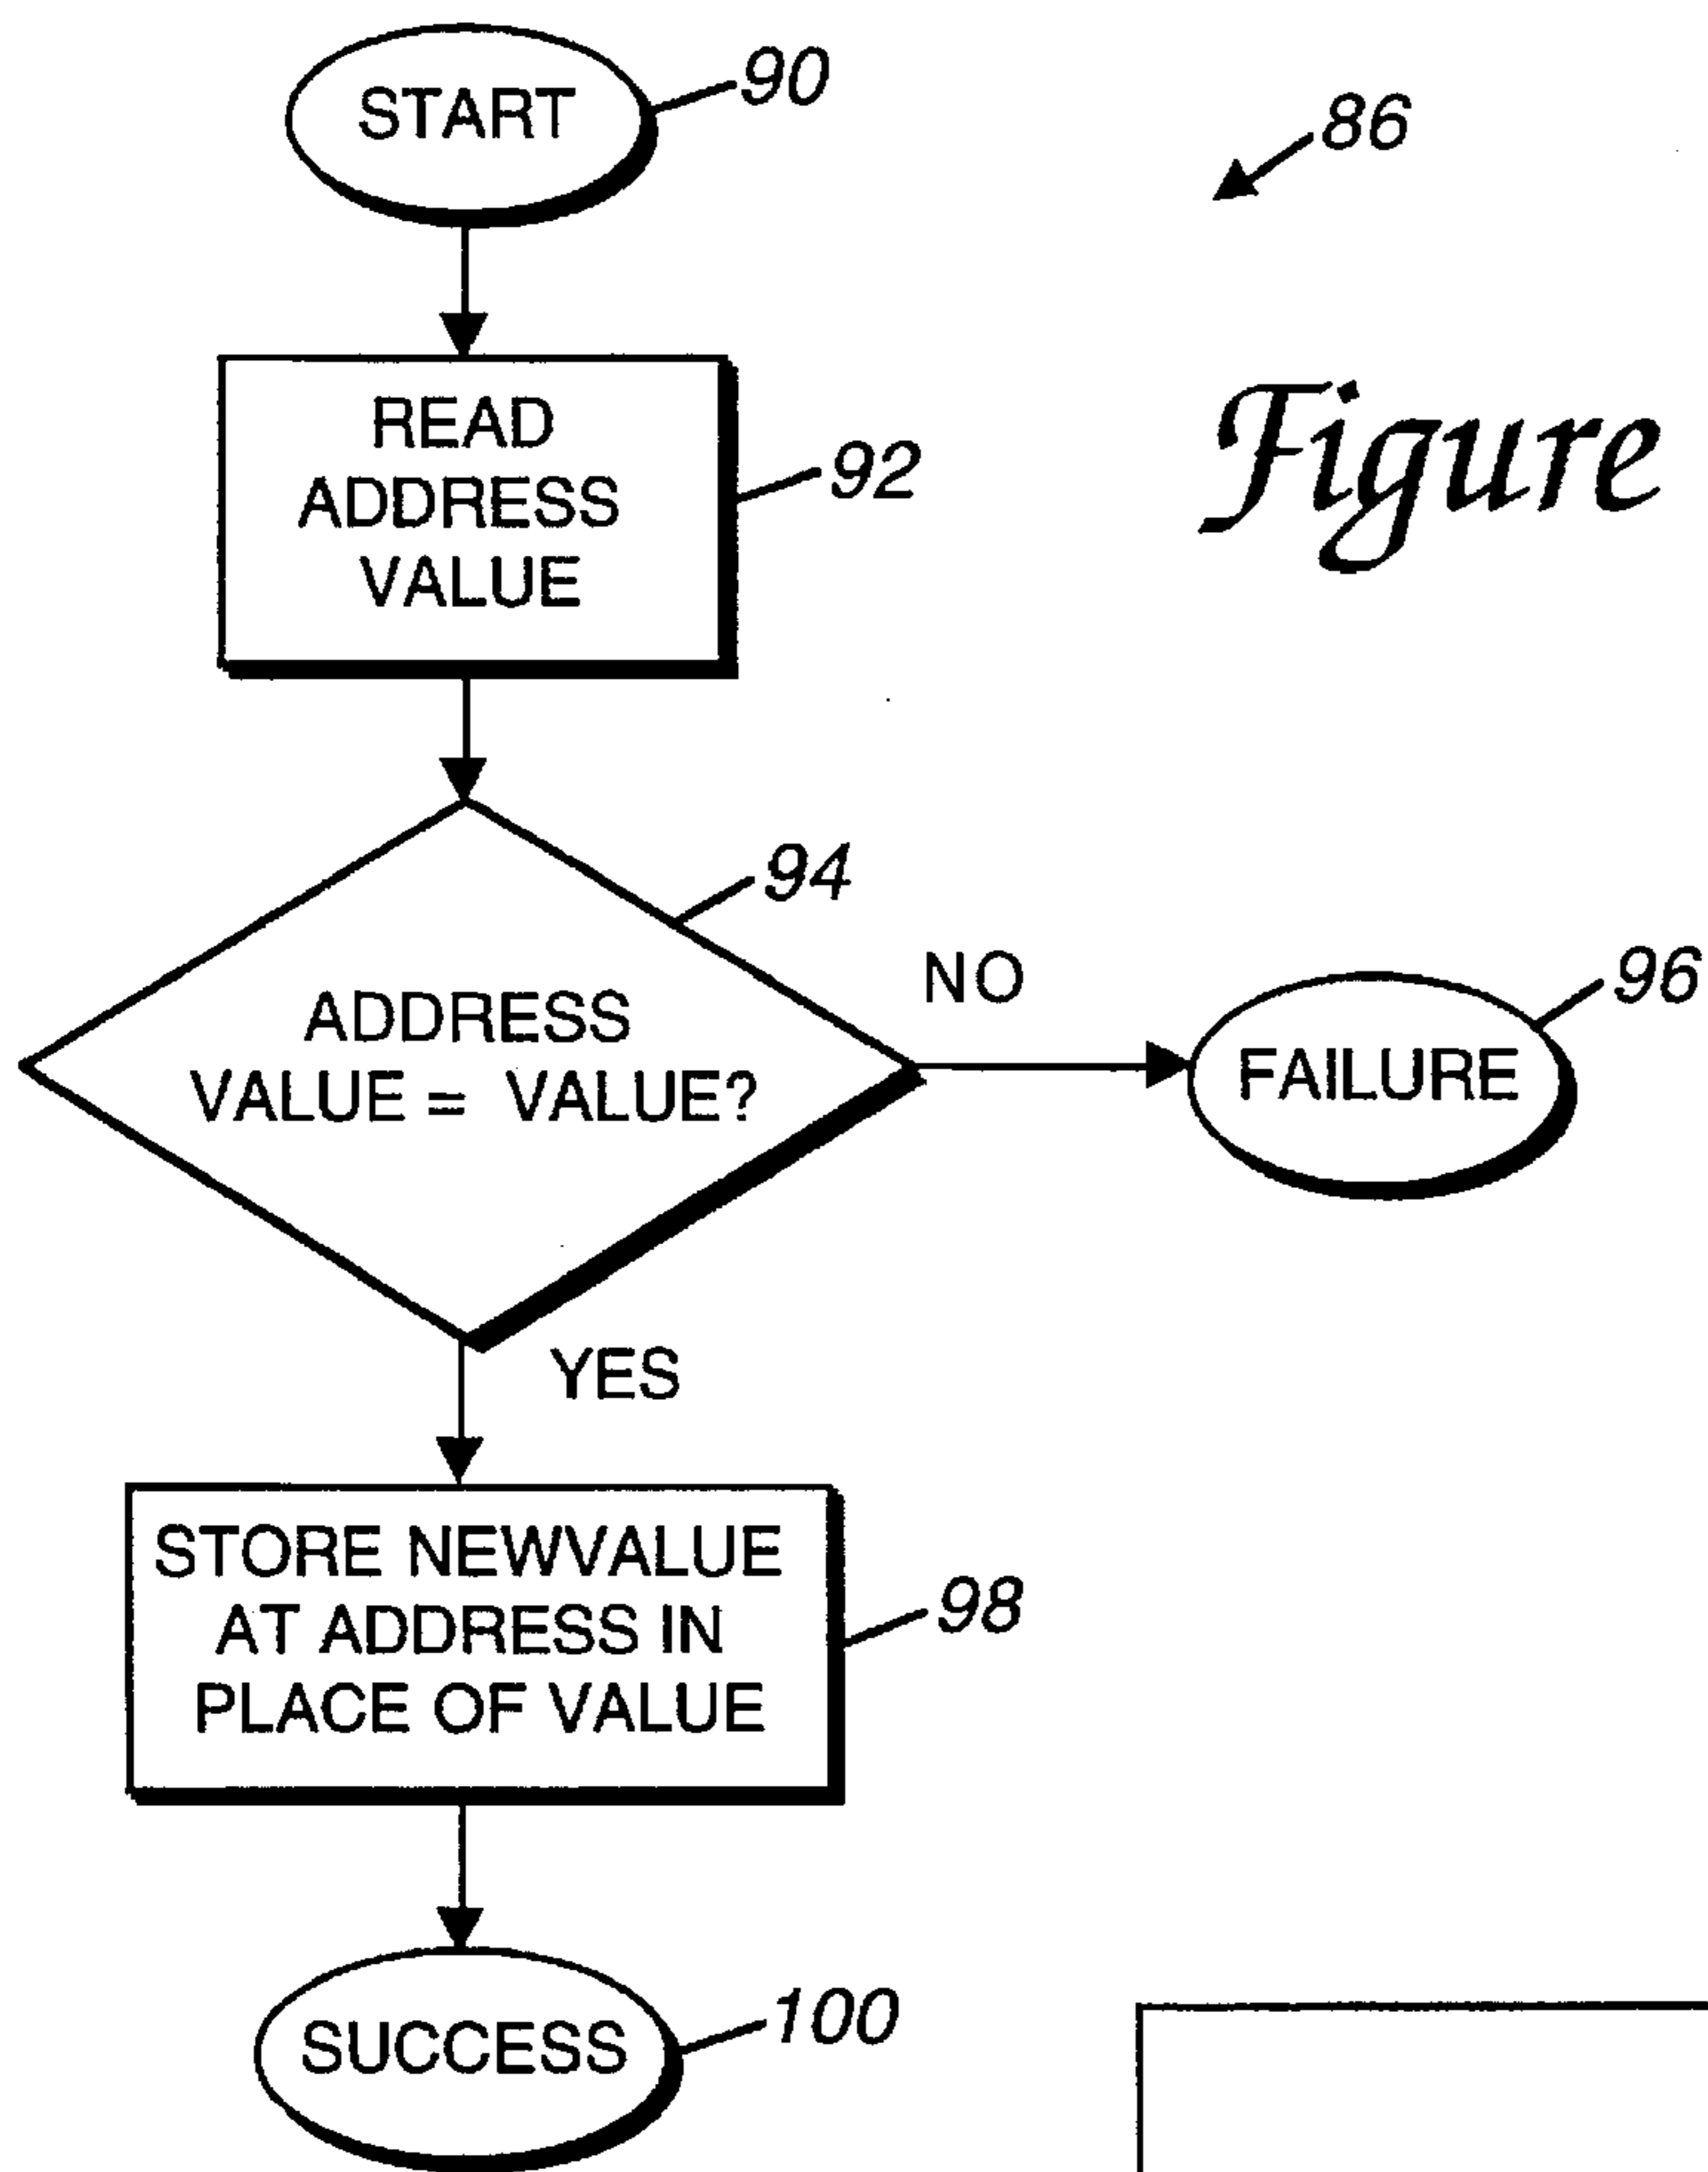 START
90
86
READ
ADDRESS
VALUE
92
Figure
94
ADDRESS
VALUE = VALUE?
NO
96
FAILURE
YES
STORE NEWVALUE
AT ADDRESS IN
PLACE OF VALUE
98
SUCCESS
100